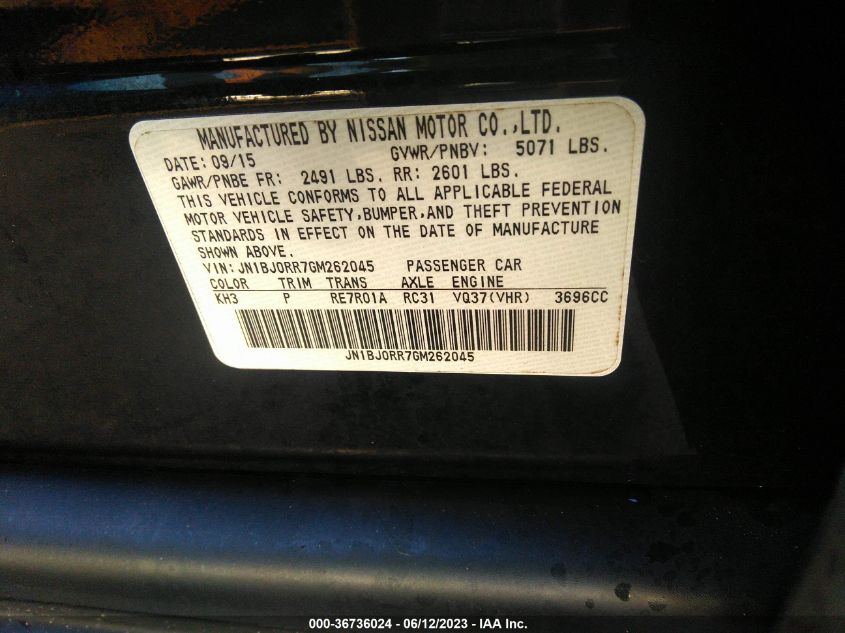 MANUFACTURED BY NISSAN MOTOR CO.,LTD.
DATE: 09/15 GVWR/PNBV: 5071 LBS.
GAWR/PNBE FR: 2491 LBS. RR: 2601 LBS.
THIS VEHICLE CONFORMS TO ALL APPLICABLE FEDERAL
MOTOR VEHICLE SAFETY,BUMPER,AND THEFT PREVENTION
STANDARDS IN EFFECT ON THE DATE OF MANUFACTURE
SHOWN ABOVE.
VIN: JN1BJ0RR7GM262045 PASSENGER CAR
COLOR TRIM TRANS AXLE ENGINE
KH3 P RE7R01A RC31 VQ37(VHR) 3696CC
JN1BJ0RR7GM262045
000-36736024 - 06/12/2023 - IAA Inc.